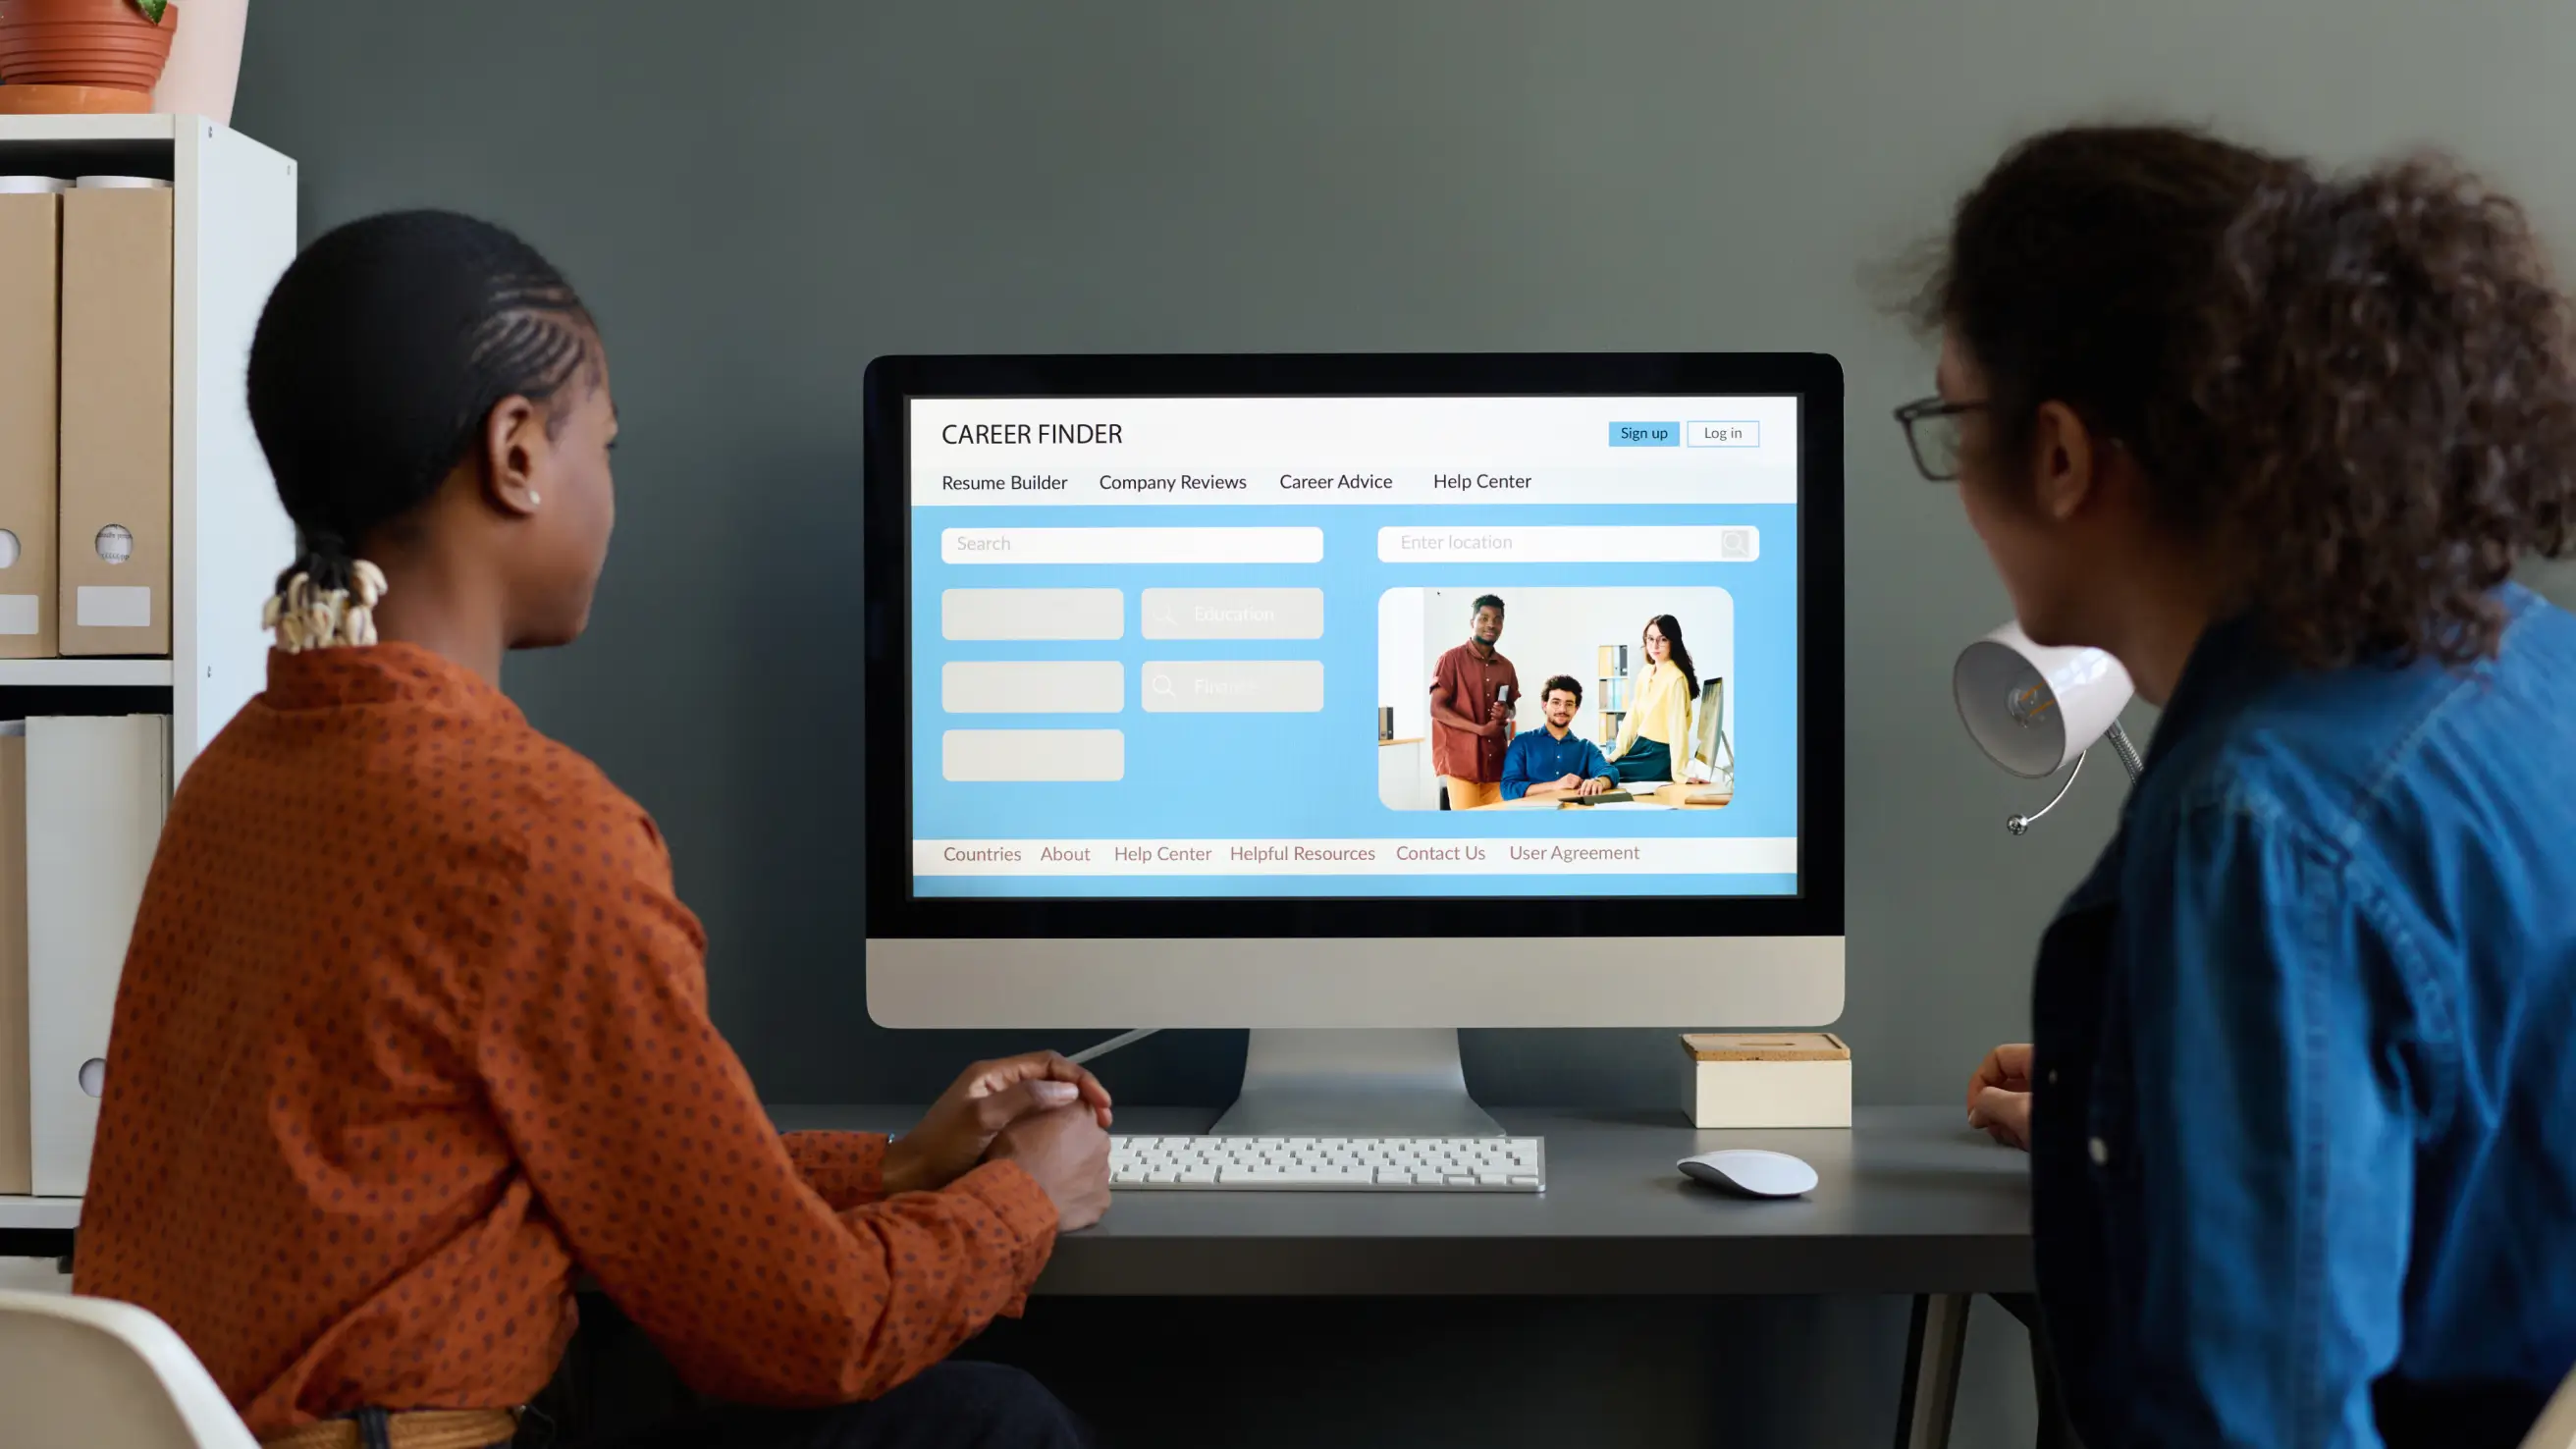 CAREER FINDER
Sign up
Log in
Resume Builder
Company Reviews
Career Advice
Help Center
Search
Enter location
Education
Finance
Countries
About
Help Center
Helpful Resources
Contact Us
User Agreement